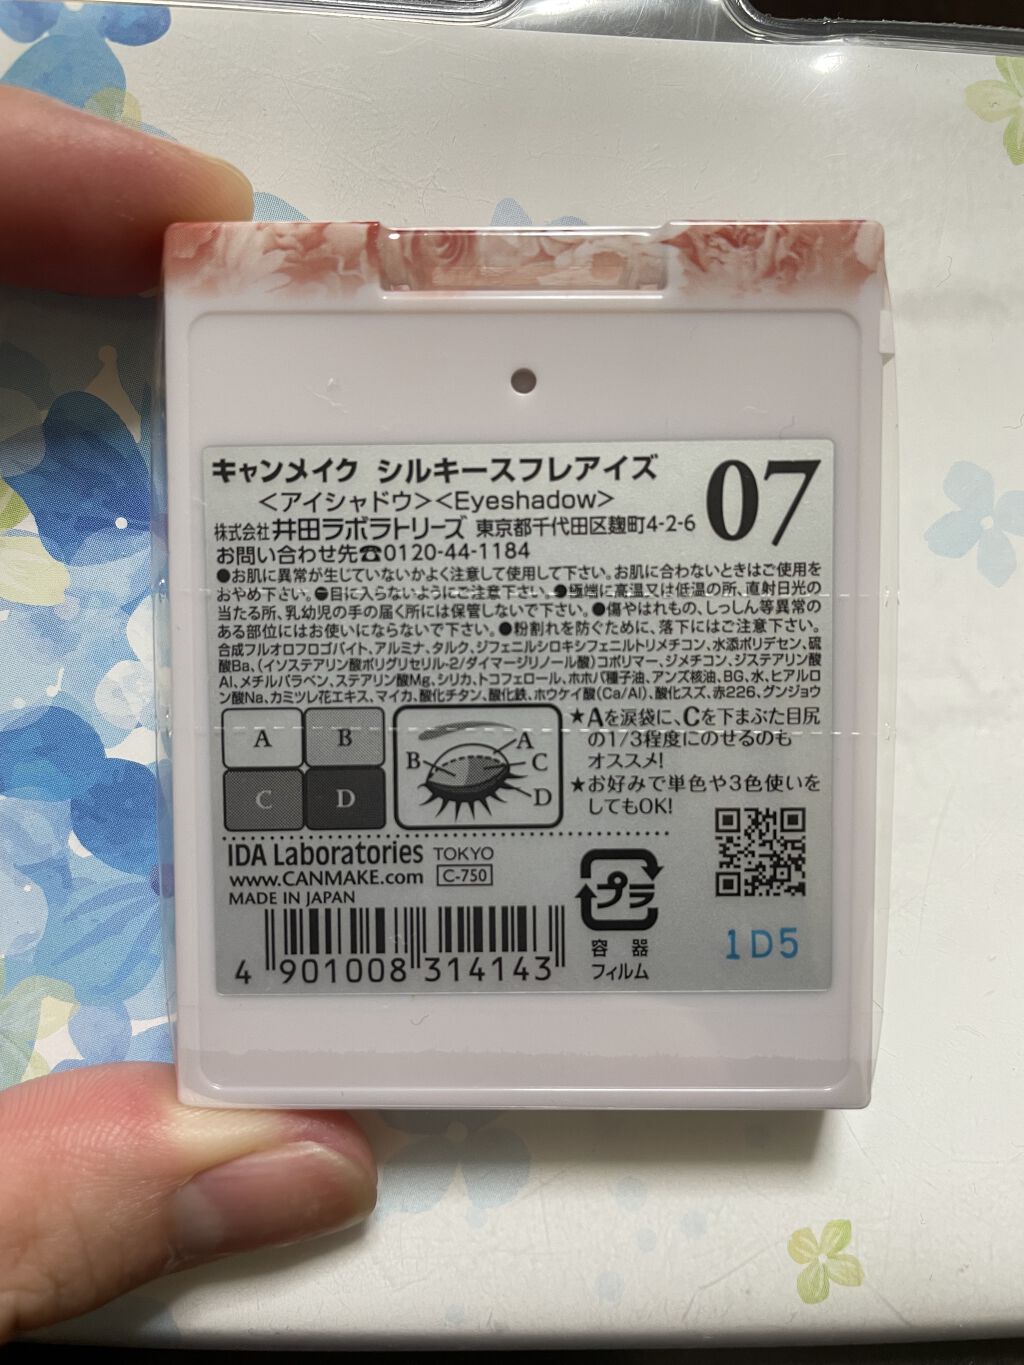 キャンメイク シルキースフレアイズ
07
＜アイシャドウ＞＜Eyeshadow＞
株式会社 井田ラボラトリーズ 東京都千代田区麹町4-2-6
お問い合わせ先☎0120-44-1184
●お肌に異常が生じていないかよく注意して使用して下さい。お肌に合わないときはご使用を
おやめ下さい。●目に入らないようにご注意下さい。●極端に高温又は低温の所、直射日光の
当たる所、乳幼児の手の届く所には保管しないで下さい。●傷やはれもの、しっしん等異常の
ある部位にはお使いにならないで下さい。●粉割れを防ぐために、落下にはご注意下さい。
合成フルオロフロゴパイト、アルミナ、タルク、ジフェニルシロキシフェニルトリメチコン、水添ポリデセン、硫
酸Ba、(イソステアリン酸ポリグリセリル-2/ダイマージリノール酸)コポリマー、ジメチコン、ジステアリン酸
Al、メチルパラベン、ステアリン酸Mg、シリカ、トコフェロール、ホホバ種子油、アンズ核油、BG、水、ヒアルロ
ン酸Na、カミツレ花エキス、マイカ、酸化チタン、酸化鉄、ホウケイ酸(Ca/Al)、酸化スズ、赤226、グンジョウ
A B
C D
A
B C
D
★Aを涙袋に、Cを下まぶた目尻
の1/3程度にのせるのも
オススメ!
★お好みで単色や3色使いを
してもOK!
IDA Laboratories TOKYO
www.CANMAKE.com C-750
MADE IN JAPAN
4 901008 314143
プラ
容 器
フィルム
1D5